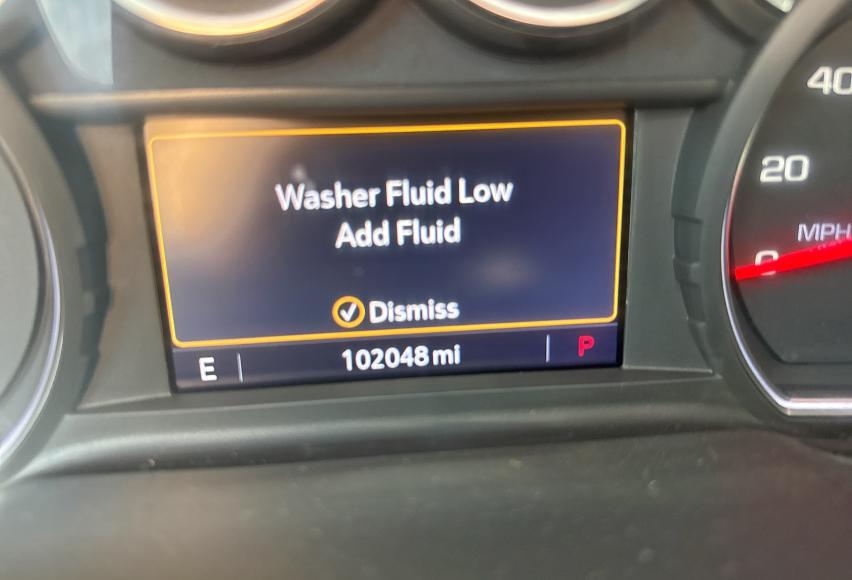 Washer Fluid Low
Add Fluid
Dismiss
E
102048 mi
P
40
20
MPH
0